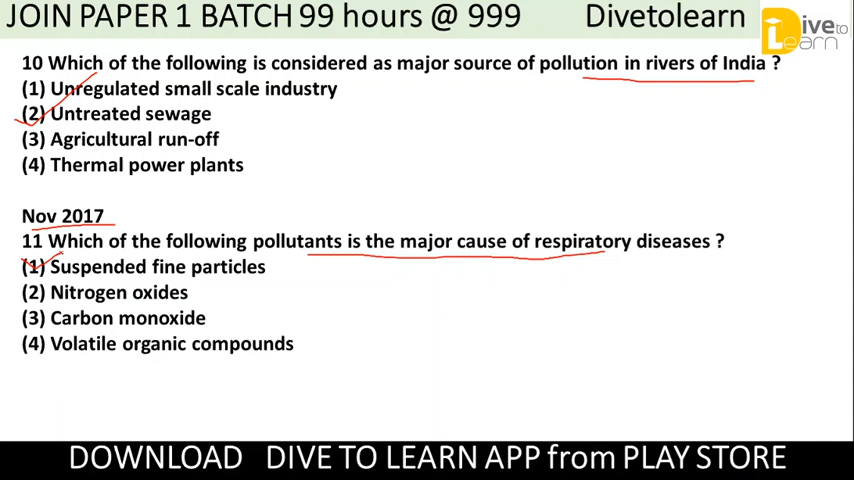 JOIN PAPER 1 BATCH 99 hours @ 999 Divetolearn
Dive to Learn
10 Which of the following is considered as major source of pollution in rivers of India ?
(1) Unregulated small scale industry
(2) Untreated sewage
(3) Agricultural run-off
(4) Thermal power plants
Nov 2017
11 Which of the following pollutants is the major cause of respiratory diseases ?
(1) Suspended fine particles
(2) Nitrogen oxides
(3) Carbon monoxide
(4) Volatile organic compounds
DOWNLOAD DIVE TO LEARN APP from PLAY STORE